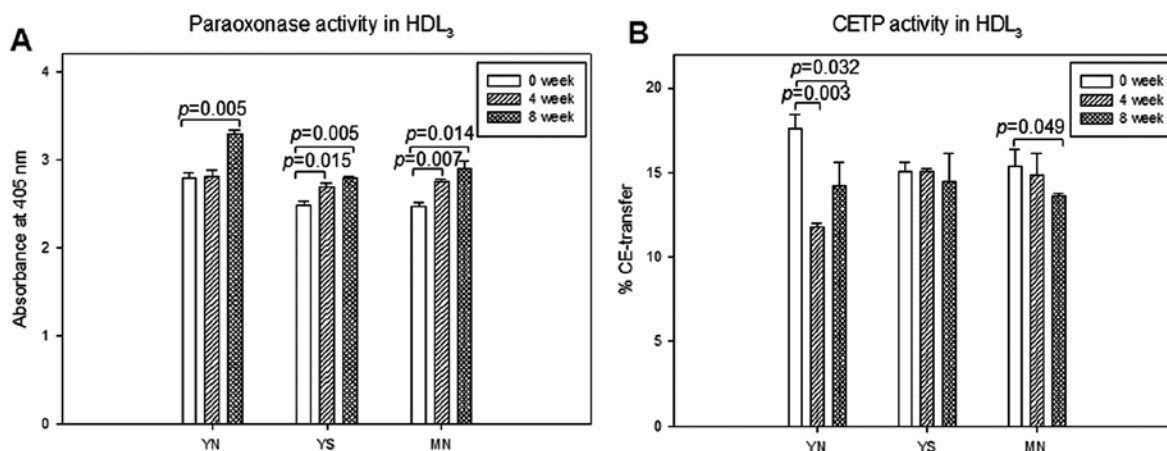 A
Paraoxonase activity in HDL3
Absorbance at 405 nm
4
3
2
1
0
p=0.005
p=0.005
p=0.015
p=0.014
p=0.007
0 week
4 week
8 week
YN
YS
MN
B
CETP activity in HDL3
% CE-transfer
20
15
10
5
0
p=0.032
p=0.003
p=0.049
0 week
4 week
8 week
YN
YS
MN